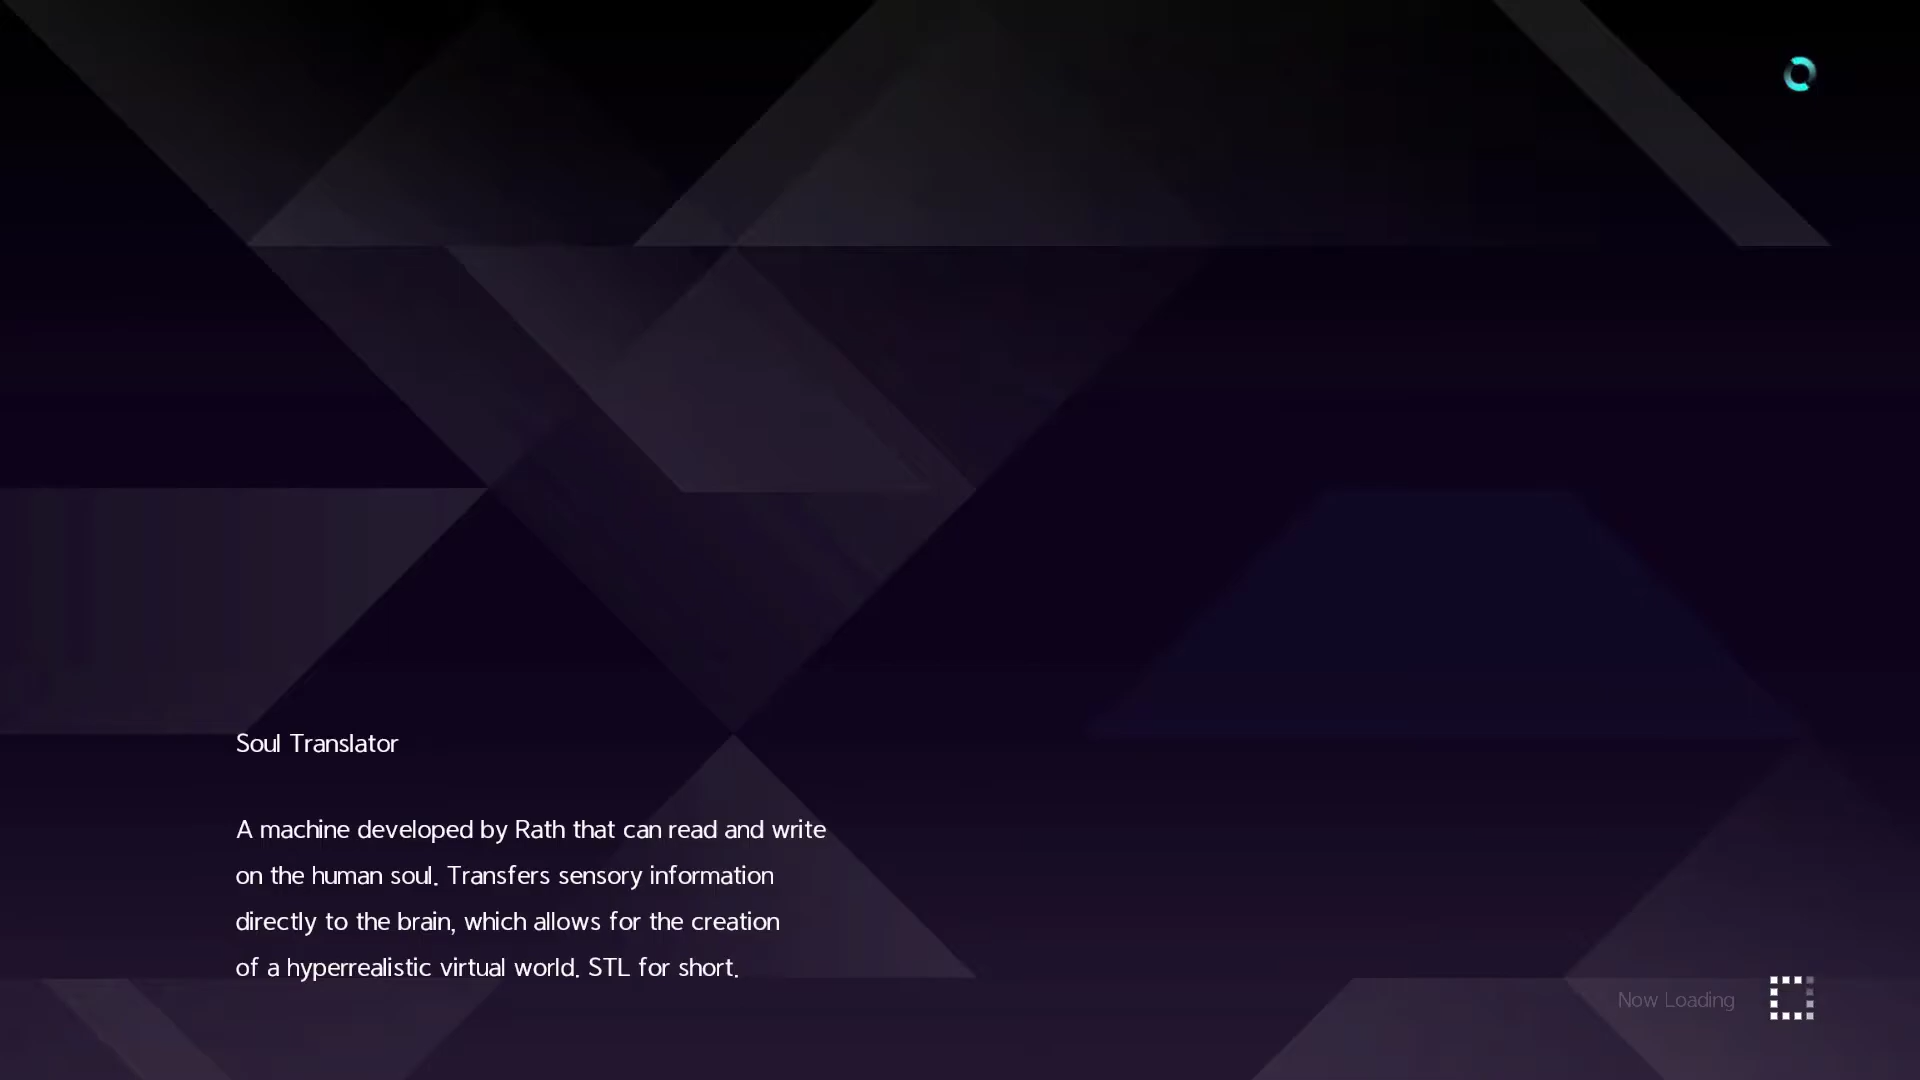 Soul Translator
A machine developed by Rath that can read and write
on the human soul. Transfers sensory information
directly to the brain, which allows for the creation
of a hyperrealistic virtual world. STL for short.
Now Loading